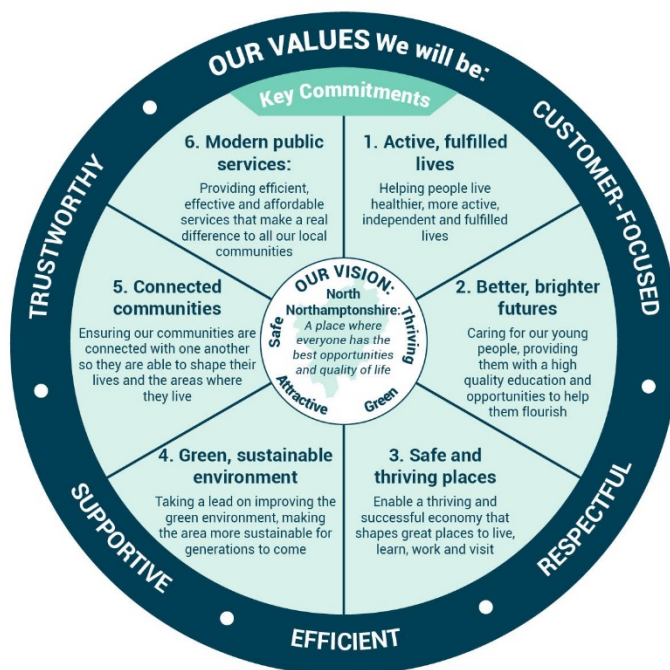 OUR VALUES We will be:
CUSTOMER-FOCUSED
RESPECTFUL
EFFICIENT
SUPPORTIVE
TRUSTWORTHY
Key Commitments
1. Active, fulfilled
lives
Helping people live
healthier, more active,
independent and fulfilled
lives
2. Better, brighter
futures
Caring for our young
people, providing
them with a high
quality education and
opportunities to help
them flourish
3. Safe and
thriving places
Enable a thriving and
successful economy that
shapes great places to live,
learn, work and visit
4. Green, sustainable
environment
Taking a lead on improving the
green environment, making
the area more sustainable for
generations to come
5. Connected
communities
Ensuring our communities are
connected with one another
so they are able to shape their
lives and the areas where
they live
6. Modern public
services:
Providing efficient,
effective and affordable
services that make a real
difference to all our local
communities
OUR VISION:
North
Northamptonshire:
A place where
everyone has the
best opportunities
and quality of life
Safe
Thriving
Green
Attractive